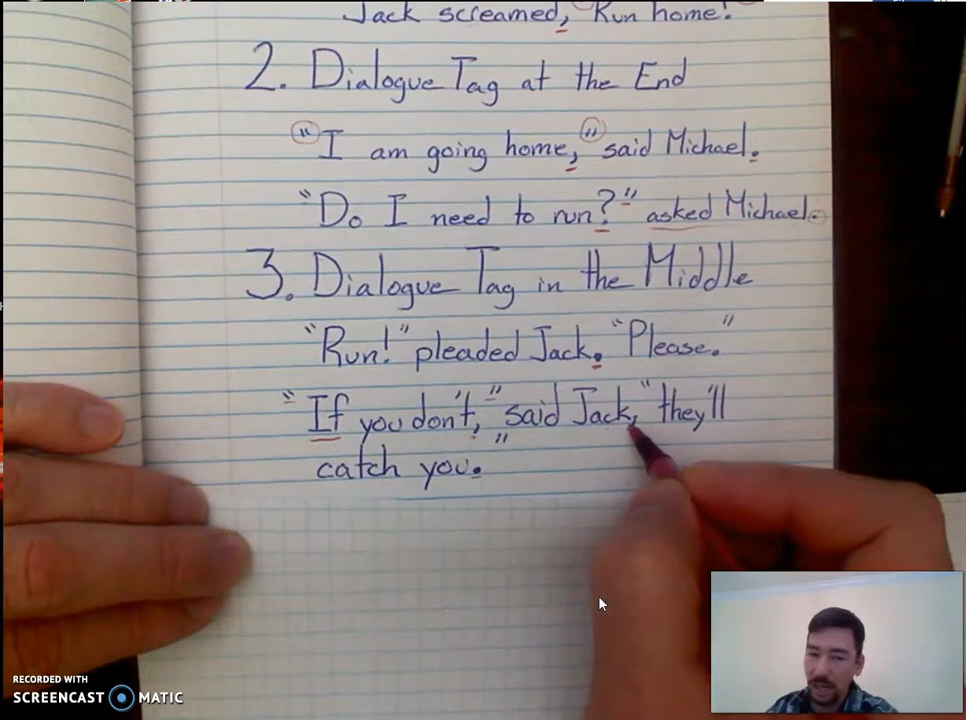 Jack screamed, Run home!
2. Dialogue Tag at the End
"I am going home," said Michael.
"Do I need to run?" asked Michael.
3. Dialogue Tag in the Middle
"Run!" pleaded Jack. "Please."
"If you don't," said Jack, "they'll
catch you."
RECORDED WITH
SCREENCAST MATIC